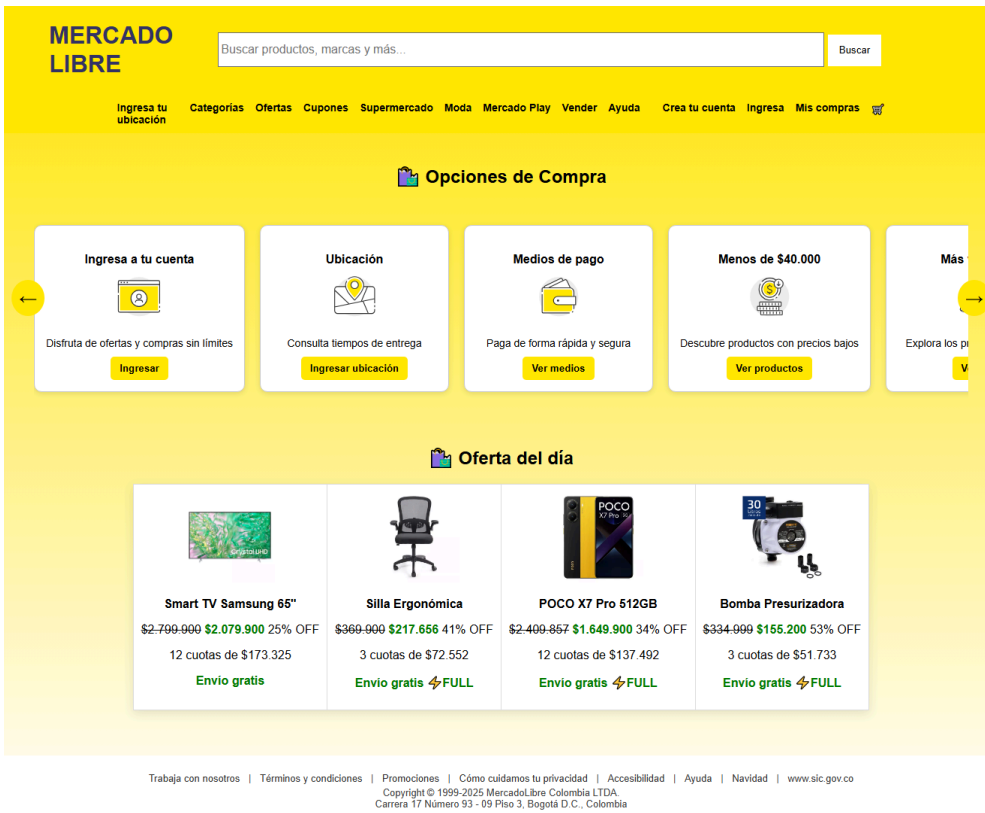 MERCADO
LIBRE
Buscar productos, marcas y más...
Buscar
Ingresa tu
ubicación
Categorías Ofertas Cupones Supermercado Moda Mercado Play Vender Ayuda Crea tu cuenta Ingresa Mis compras
Opciones de Compra
Ingresa a tu cuenta
Disfruta de ofertas y compras sin límites
Ingresar
Ubicación
Consulta tiempos de entrega
Ingresar ubicación
Medios de pago
Paga de forma rápida y segura
Ver medios
Menos de $40.000
Descubre productos con precios bajos
Ver productos
Más
Explora los
←
→
Oferta del día
Crystal UHD
Smart TV Samsung 65"
$2.799.900 $2.079.900 25% OFF
12 cuotas de $173.325
Envio gratis
Silla Ergonómica
$369.900 $217.656 41% OFF
3 cuotas de $72.552
Envio gratis ⚡FULL
POCO
X7 Pro
POCO X7 Pro 512GB
$2.409.857 $1.649.900 34% OFF
12 cuotas de $137.492
Envio gratis ⚡FULL
30
Bomba Presurizadora
$334.999 $155.200 53% OFF
3 cuotas de $51.733
Envio gratis ⚡FULL
Trabaja con nosotros | Términos y condiciones | Promociones | Cómo cuidamos tu privacidad | Accesibilidad | Ayuda | Navidad | www.sic.gov.co
Copyright © 1999-2025 MercadoLibre Colombia LTDA.
Carrera 17 Número 93 - 09 Piso 3, Bogotá D.C., Colombia